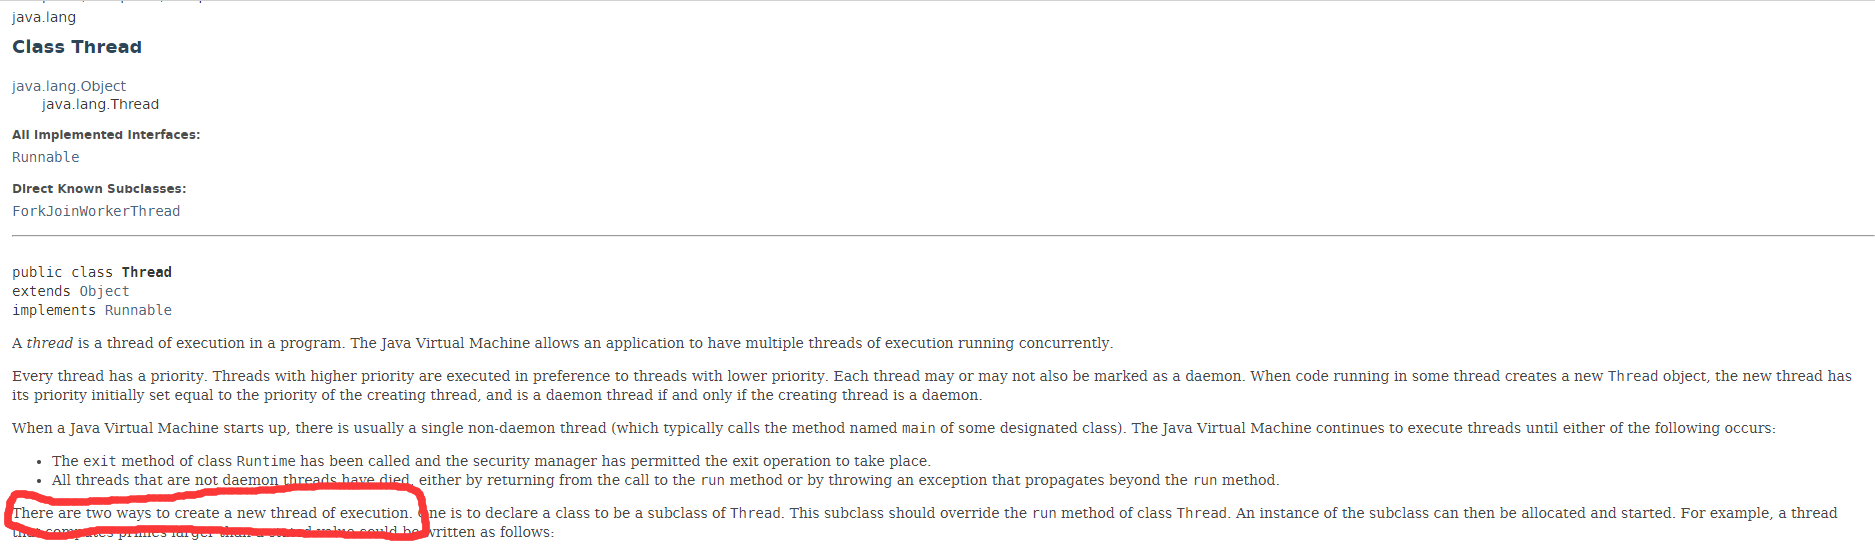 java.lang
Class Thread
java.lang.Object
java.lang.Thread
All Implemented Interfaces:
Runnable
Direct Known Subclasses:
ForkJoinWorkerThread
public class Thread
extends Object
implements Runnable
A thread is a thread of execution in a program. The Java Virtual Machine allows an application to have multiple threads of execution running concurrently.
Every thread has a priority. Threads with higher priority are executed in preference to threads with lower priority. Each thread may or may not also be marked as a daemon. When code running in some thread creates a new Thread object, the new thread has
its priority initially set equal to the priority of the creating thread, and is a daemon thread if and only if the creating thread is a daemon.
When a Java Virtual Machine starts up, there is usually a single non-daemon thread (which typically calls the method named main of some designated class). The Java Virtual Machine continues to execute threads until either of the following occurs:
• The exit method of class Runtime has been called and the security manager has permitted the exit operation to take place.
• All threads that are not daemon threads have died, either by returning from the call to the run method or by throwing an exception that propagates beyond the run method.
There are two ways to create a new thread of execution. One is to declare a class to be a subclass of Thread. This subclass should override the run method of class Thread. An instance of the subclass can then be allocated and started. For example, a thread
that computes primes larger than a stated value could be written as follows: